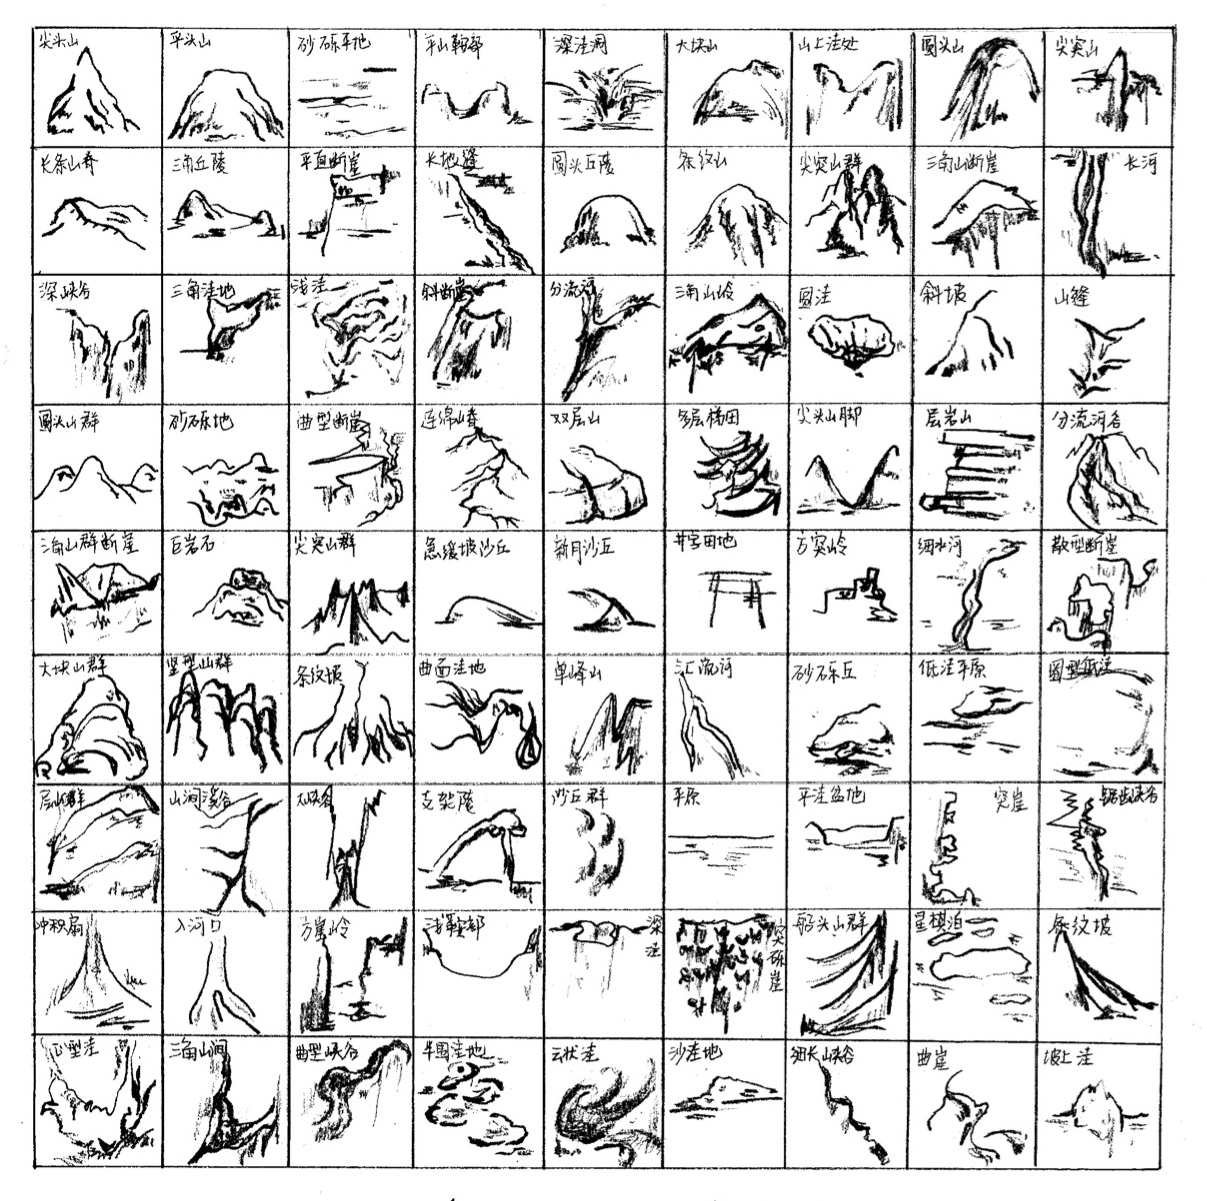 尖头山
平头山
砂砾平地
平山鞍部
深洼洞
大块山
山上洼处
圆头山
尖突山
长条山脊
三角丘陵
平直断崖
长地缝
圆头丘陵
条纹山
尖突山群
三角山断崖
长河
深峡谷
三角洼地
浅洼
斜断崖
分流河
三角山岭
圆洼
斜坡
山缝
圆头山群
砂砾地
曲型断崖
连绵山脊
双层山
多层梯田
尖头山脚
层岩山
分流河谷
三角山群断崖
巨岩石
尖突山群
急缓坡沙丘
新月沙丘
井字田地
方突岭
细水河
散型断崖
大块山群
竖型山群
条纹坡
曲面洼地
单峰山
汇流河
砂砾丘
低洼平原
圆型低洼
层山群
山涧溪谷
大峡谷
支架陵
沙丘群
平原
平洼盆地
突崖
锯齿峡谷
冲积扇
入河口
方崖岭
浅鞍部
深洼
突砾崖
船头山群
星棋泊
条纹坡
凹型洼
三角山涧
曲型峡谷
半圆洼地
云状洼
沙洼地
细长山峡谷
曲崖
坡上洼